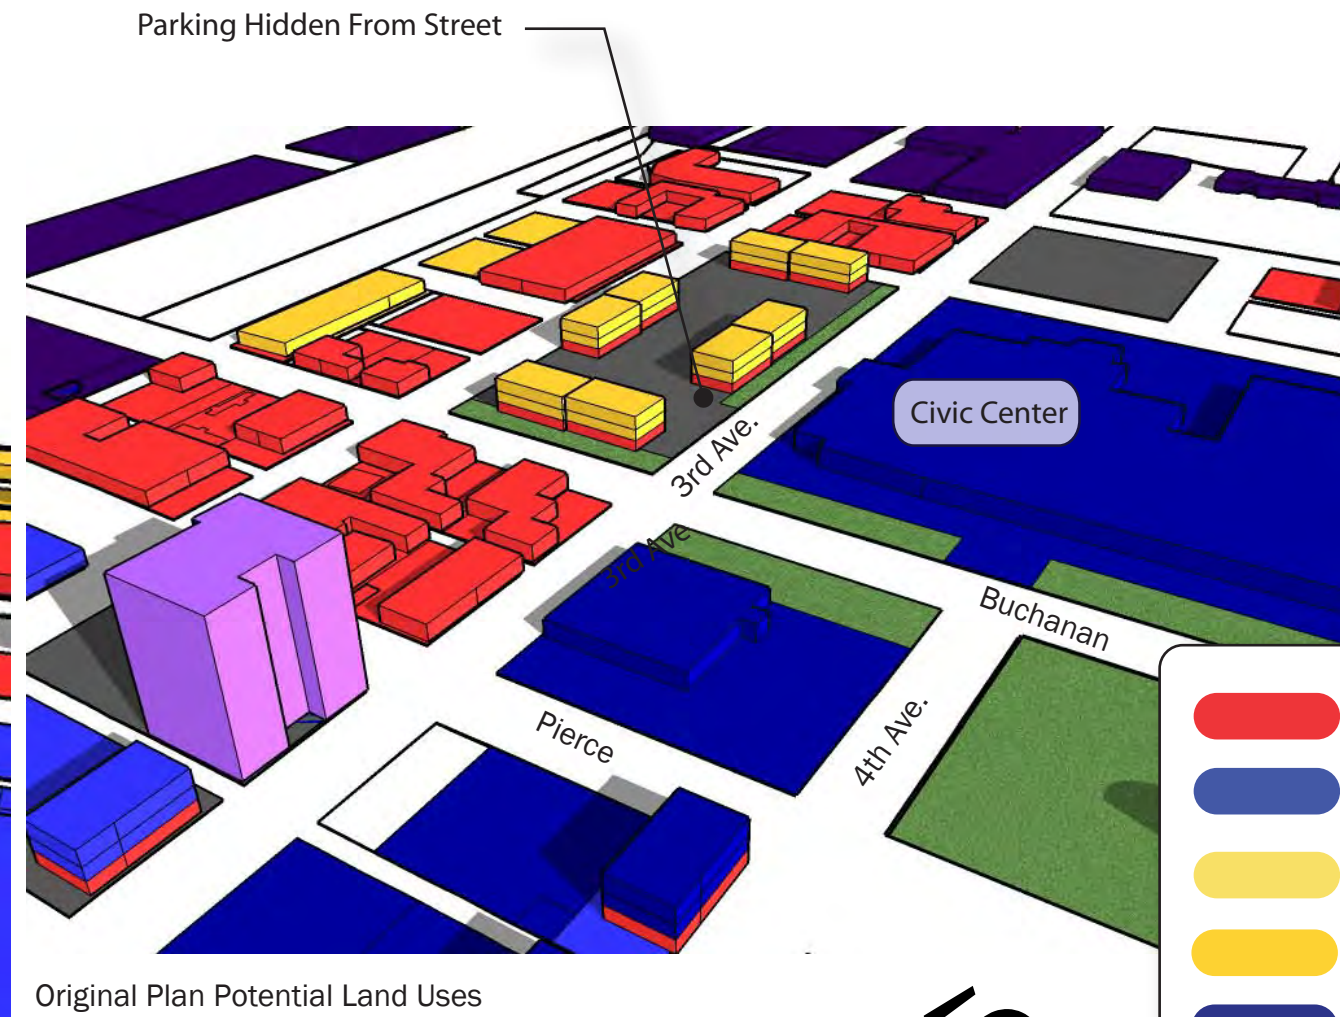 Parking Hidden From Street
Civic Center
3rd Ave.
3rd Ave
Buchanan
Pierce
4th Ave.
Original Plan Potential Land Uses